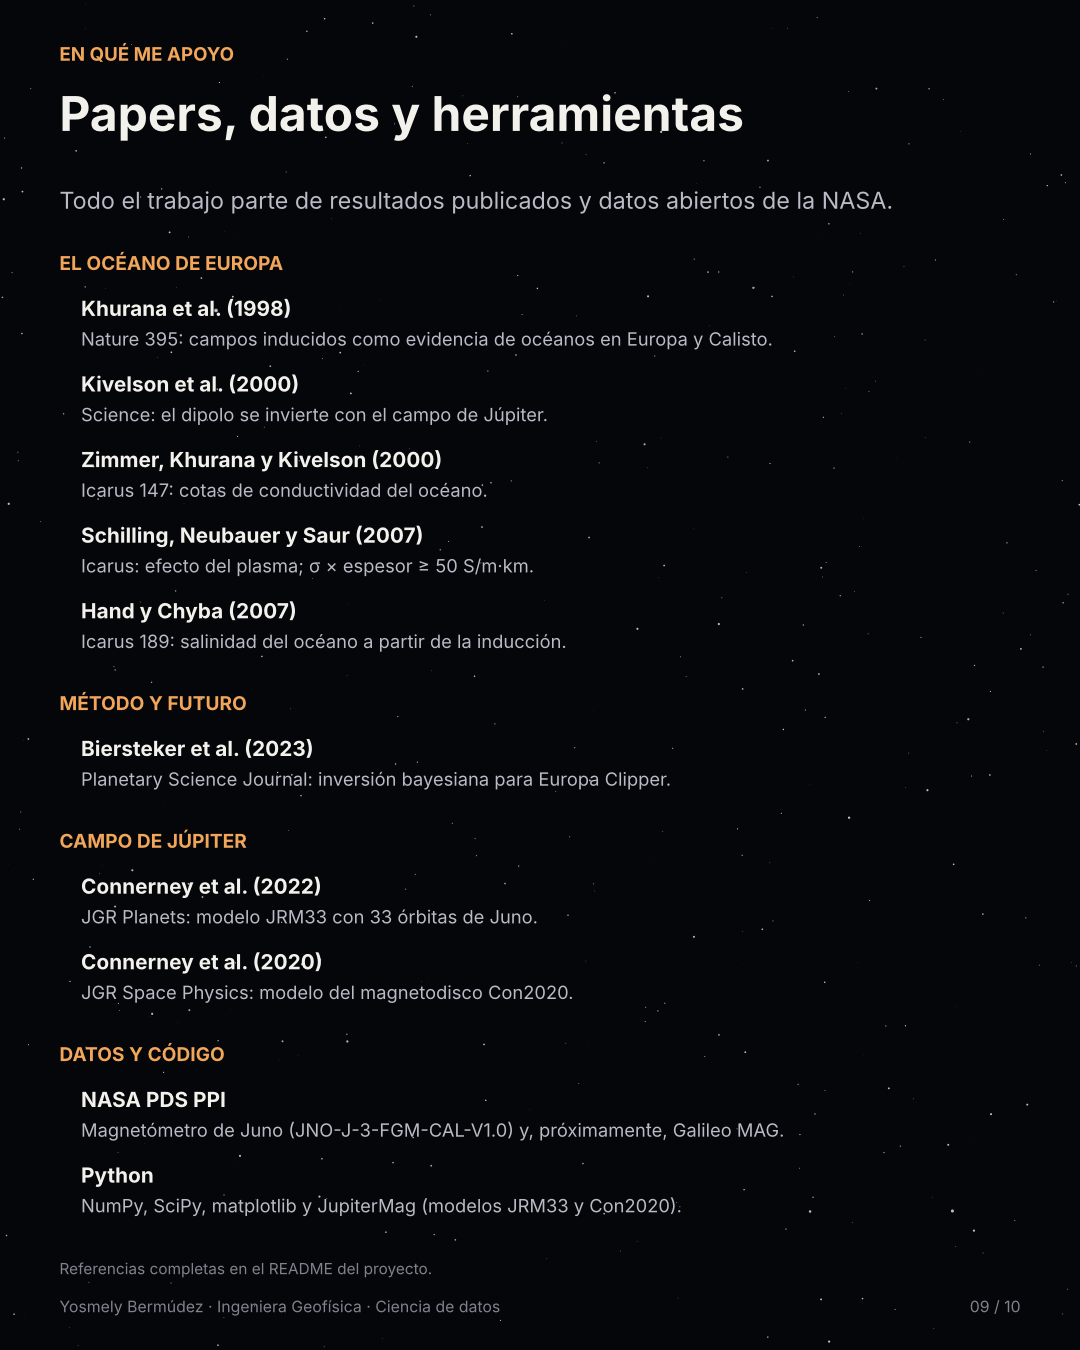 EN QUÉ ME APOYO
Papers, datos y herramientas
Todo el trabajo parte de resultados publicados y datos abiertos de la NASA.
EL OCÉANO DE EUROPA
Khurana et al. (1998)
Nature 395: campos inducidos como evidencia de océanos en Europa y Calisto.
Kivelson et al. (2000)
Science: el dipolo se invierte con el campo de Júpiter.
Zimmer, Khurana y Kivelson (2000)
Icarus 147: cotas de conductividad del océano.
Schilling, Neubauer y Saur (2007)
Icarus: efecto del plasma; σ × espesor ≥ 50 S/m·km.
Hand y Chyba (2007)
Icarus 189: salinidad del océano a partir de la inducción.
MÉTODO Y FUTURO
Biersteker et al. (2023)
Planetary Science Journal: inversión bayesiana para Europa Clipper.
CAMPO DE JÚPITER
Connerney et al. (2022)
JGR Planets: modelo JRM33 con 33 órbitas de Juno.
Connerney et al. (2020)
JGR Space Physics: modelo del magnetodisco Con2020.
DATOS Y CÓDIGO
NASA PDS PPI
Magnetómetro de Juno (JNO-J-3-FGM-CAL-V1.0) y, próximamente, Galileo MAG.
Python
NumPy, SciPy, matplotlib y JupiterMag (modelos JRM33 y Con2020).
Referencias completas en el README del proyecto.
Yosmely Bermúdez · Ingeniera Geofísica · Ciencia de datos
09 / 10